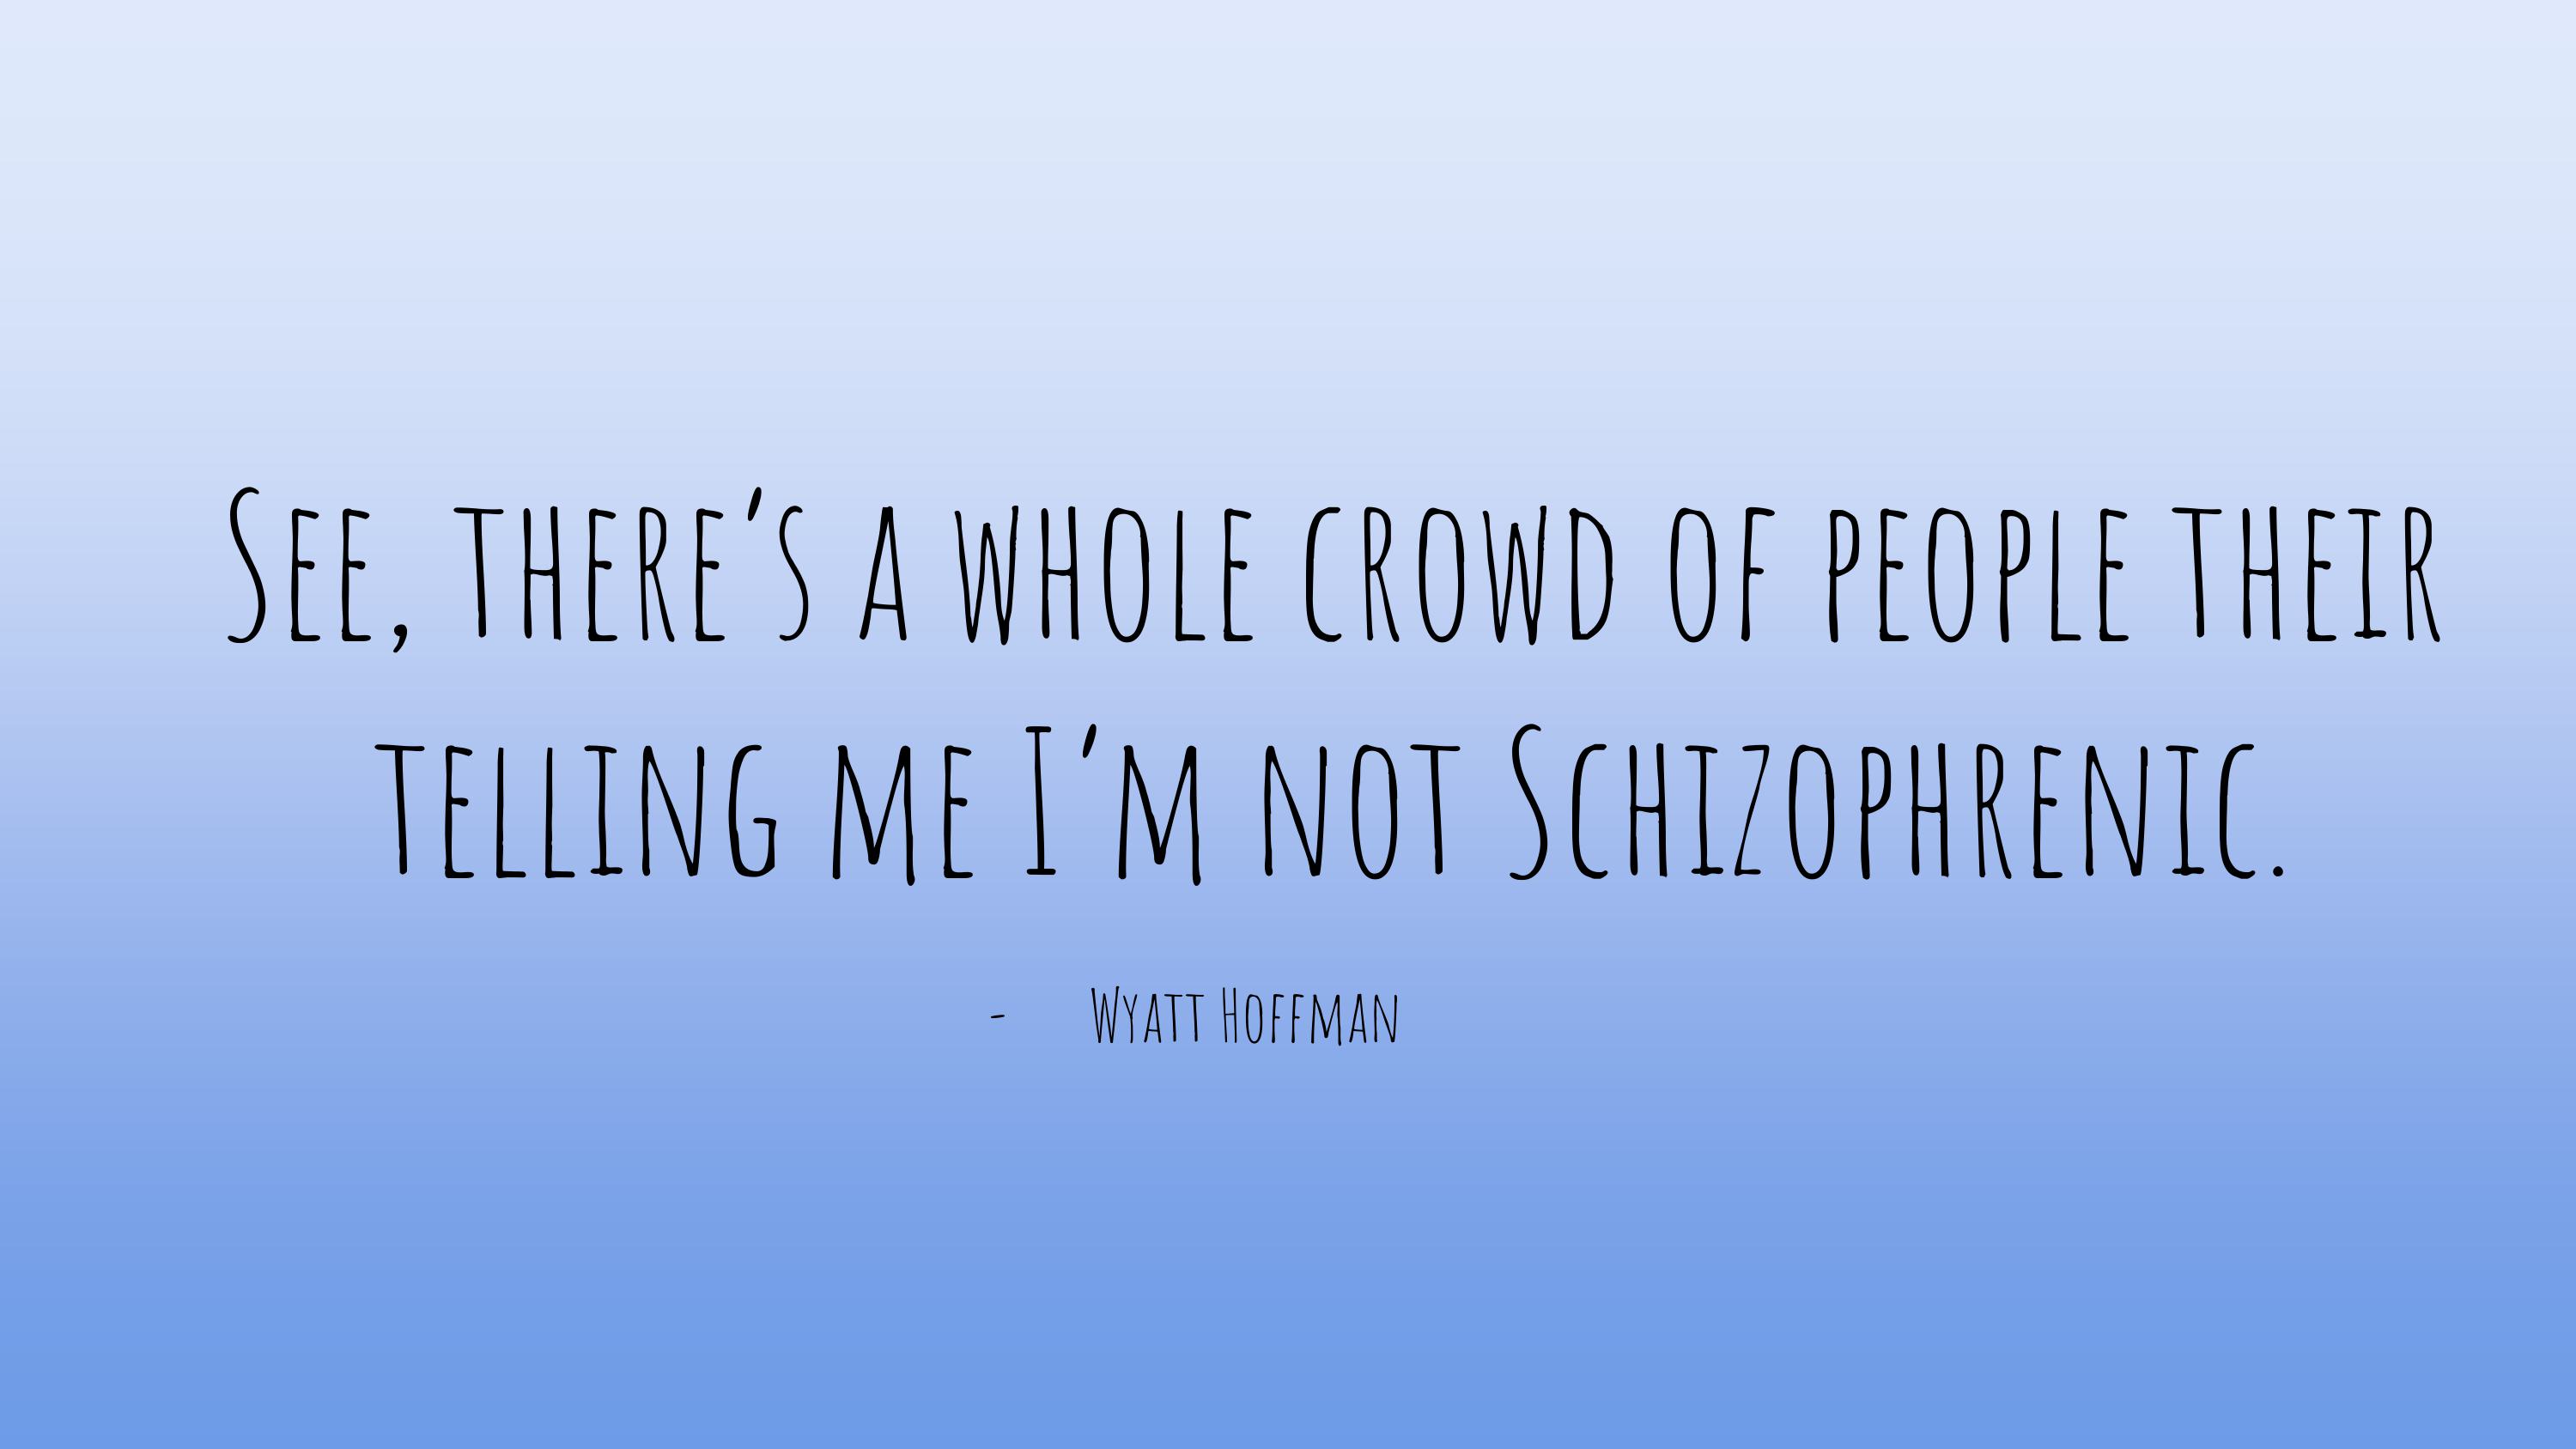 See, there's a whole crowd of people their
telling me I'm not Schizophrenic.
- Wyatt Hoffman